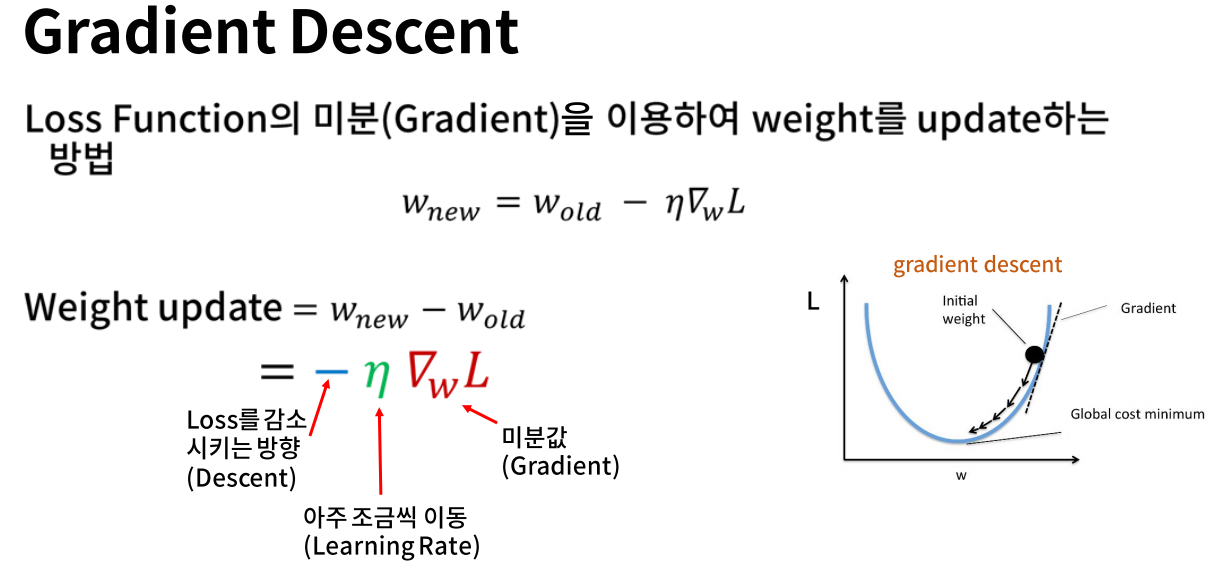 Gradient Descent
Loss Function의 미분(Gradient)을 이용하여 weight를 update하는
방법
w_new = w_old − η∇_w L
Weight update = w_new − w_old
= − η ∇_w L
Loss를 감소
시키는 방향
(Descent)
미분값
(Gradient)
아주 조금씩 이동
(Learning Rate)
gradient descent
L
Initial
weight
Gradient
Global cost minimum
w